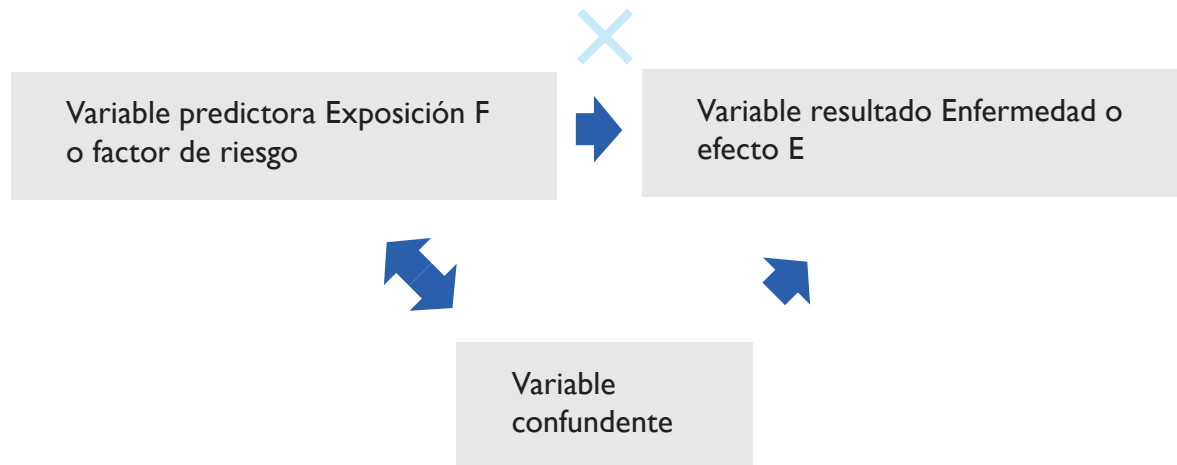 Variable predictora Exposición F
o factor de riesgo
Variable resultado Enfermedad o
efecto E
Variable
confundente